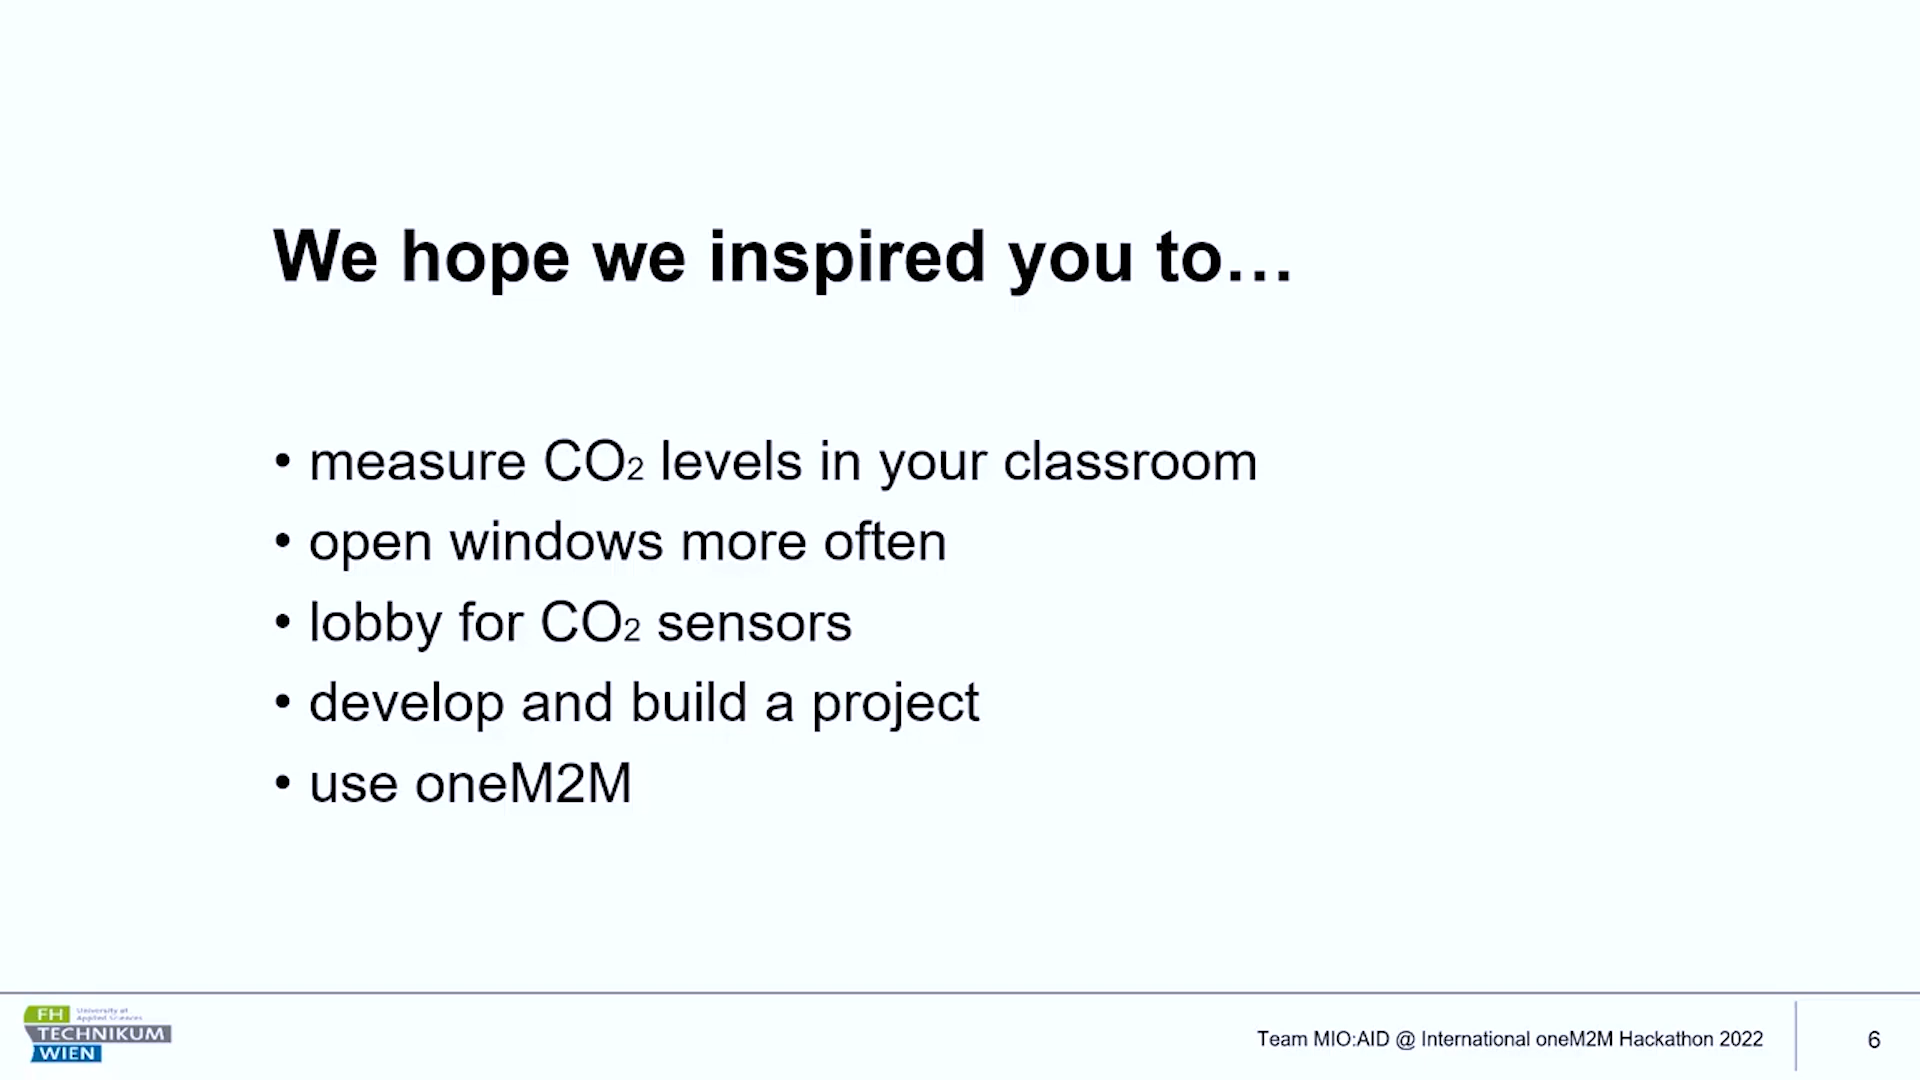 We hope we inspired you to…
• measure CO₂ levels in your classroom
• open windows more often
• lobby for CO₂ sensors
• develop and build a project
• use oneM2M
FH University of
Applied Sciences
TECHNIKUM
WIEN
Team MIO:AID @ International oneM2M Hackathon 2022
6